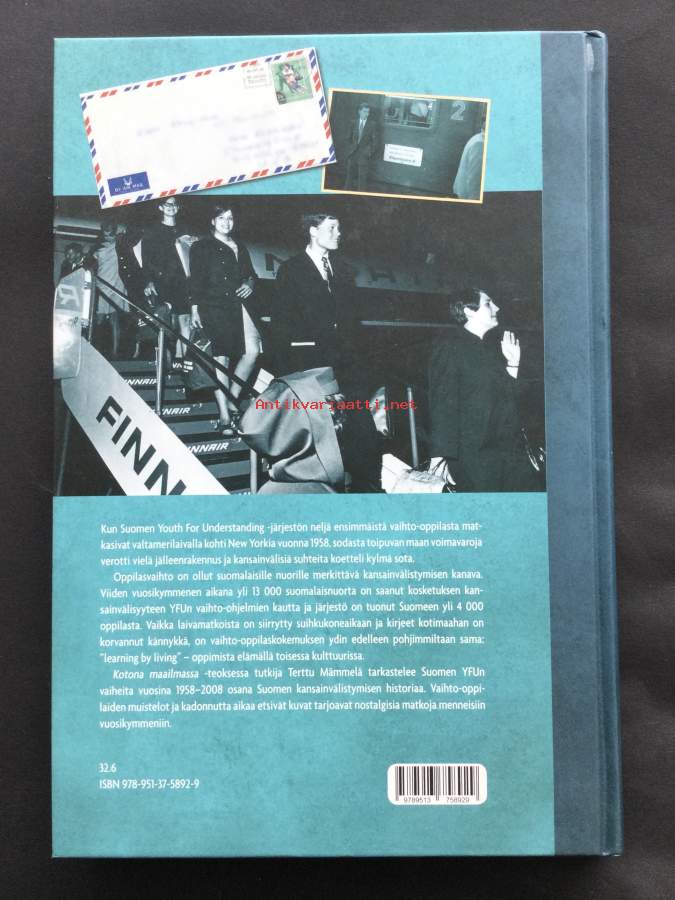 BY AIR MAIL
2
FINNAIR
FINNAIR
FINNAIR
FINN
Antikvariaatti.net
Kun Suomen Youth For Understanding -järjestön neljä ensimmäistä vaihto-oppilasta mat-
kasivat valtamerilaivalla kohti New Yorkia vuonna 1958, sodasta toipuvan maan voimavaroja
verotti vielä jälleenrakennus ja kansainvälisiä suhteita koetteli kylmä sota.
Oppilasvaihto on ollut suomalaisille nuorille merkittävä kansainvälistymisen kanava.
Viiden vuosikymmenen aikana yli 13 000 suomalaisnuorta on saanut kosketuksen kan-
sainvälisyyteen YFUn vaihto-ohjelmien kautta ja järjestö on tuonut Suomeen yli 4 000
oppilasta. Vaikka laivamatkoista on siirrytty suihkukoneaikaan ja kirjeet kotimaahan on
korvannut kännykkä, on vaihto-oppilaskokemuksen ydin edelleen pohjimmiltaan sama:
"learning by living" – oppimista elämällä toisessa kulttuurissa.
Kotona maailmassa -teoksessa tutkija Terttu Mämmelä tarkastelee Suomen YFUn
vaiheita vuosina 1958–2008 osana Suomen kansainvälistymisen historiaa. Vaihto-oppi-
laiden muistelot ja kadonnutta aikaa etsivät kuvat tarjoavat nostalgisia matkoja menneisiin
vuosikymmeniin.
32.6
ISBN 978-951-37-5892-9
9789513 758929